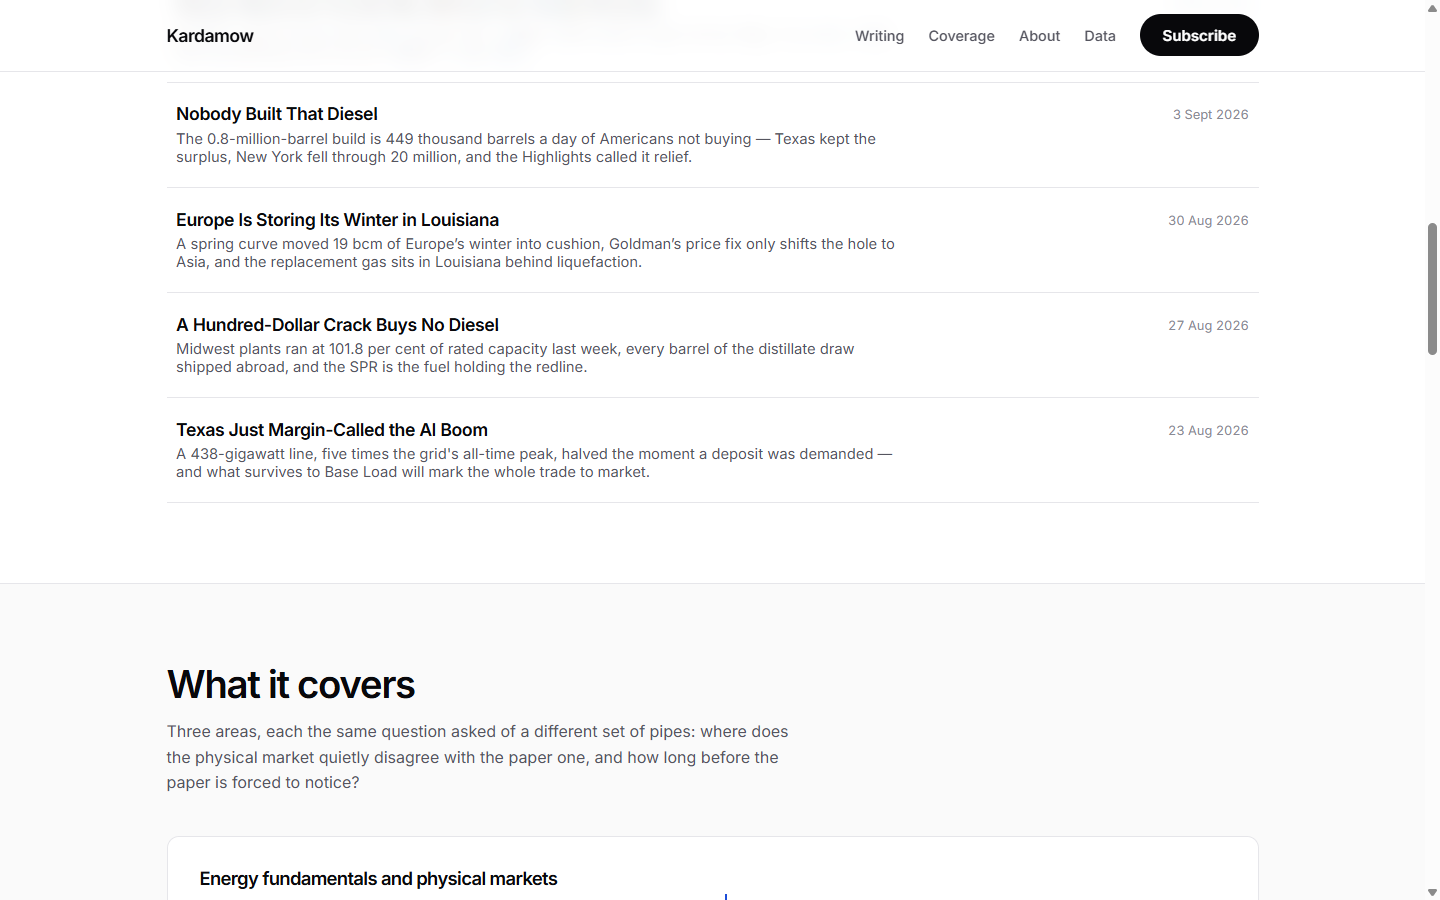 Kardamow
Writing
Coverage
About
Data
Subscribe
Nobody Built That Diesel
3 Sept 2026
The 0.8-million-barrel build is 449 thousand barrels a day of Americans not buying — Texas kept the
surplus, New York fell through 20 million, and the Highlights called it relief.
Europe Is Storing Its Winter in Louisiana
30 Aug 2026
A spring curve moved 19 bcm of Europe’s winter into cushion, Goldman’s price fix only shifts the hole to
Asia, and the replacement gas sits in Louisiana behind liquefaction.
A Hundred-Dollar Crack Buys No Diesel
27 Aug 2026
Midwest plants ran at 101.8 per cent of rated capacity last week, every barrel of the distillate draw
shipped abroad, and the SPR is the fuel holding the redline.
Texas Just Margin-Called the AI Boom
23 Aug 2026
A 438-gigawatt line, five times the grid's all-time peak, halved the moment a deposit was demanded —
and what survives to Base Load will mark the whole trade to market.
What it covers
Three areas, each the same question asked of a different set of pipes: where does
the physical market quietly disagree with the paper one, and how long before the
paper is forced to notice?
Energy fundamentals and physical markets